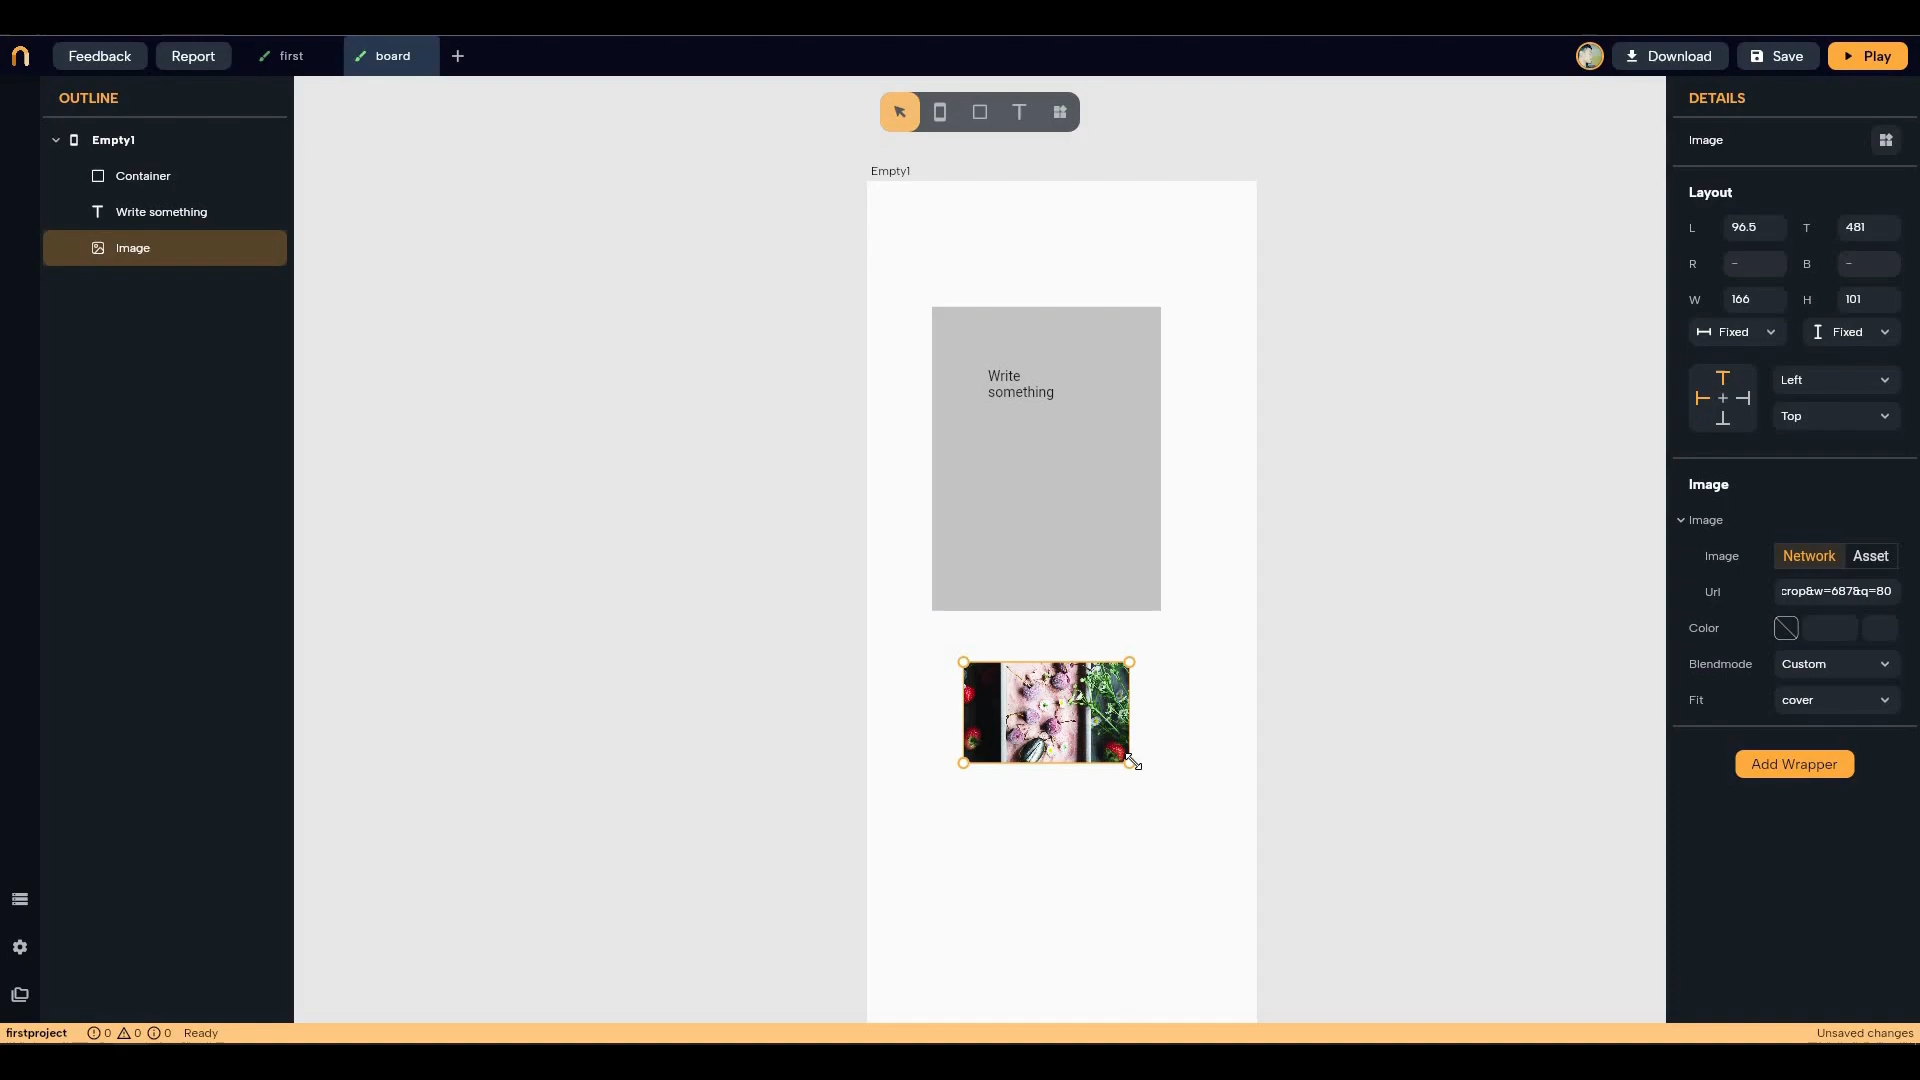 Feedback
Report
first
board
Download
Save
Play
OUTLINE
Empty1
Container
Write something
Image
Empty1
Write
something
DETAILS
Image
Layout
L 96.5 T 481
R - B -
W 166 H 101
Fixed Fixed
Left
Top
Image
Image
Image Network Asset
Url crop&w=687&q=80
Color
Blendmode Custom
Fit cover
Add Wrapper
firstproject 0 0 0 Ready
Unsaved changes